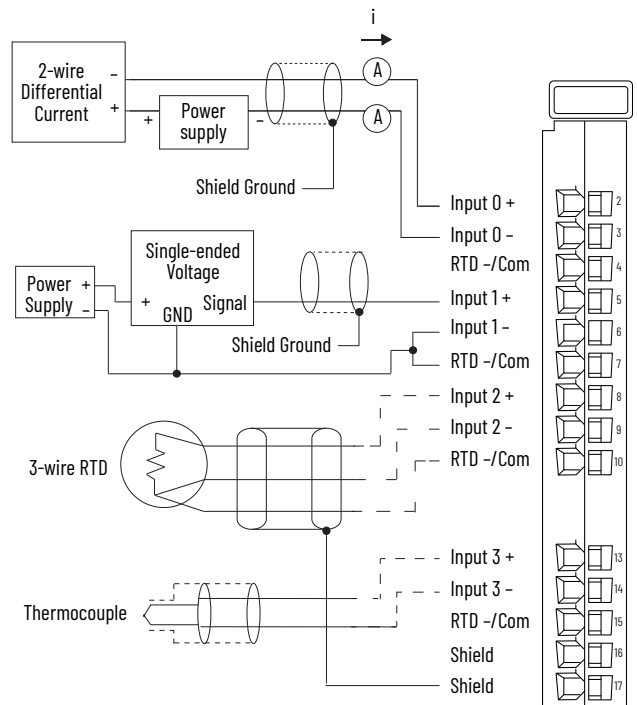 i
2-wire
Differential
Current
-
+
A
+
Power
supply
-
A
Shield Ground
Input 0 +
2
Input 0 –
3
RTD –/Com
4
Single-ended
Voltage
+
Signal
GND
Power
Supply
+
–
Shield Ground
Input 1 +
5
Input 1 –
6
RTD –/Com
7
Input 2 +
8
Input 2 –
9
RTD –/Com
10
3-wire RTD
Input 3 +
13
Input 3 –
14
Thermocouple
RTD –/Com
15
Shield
16
Shield
17